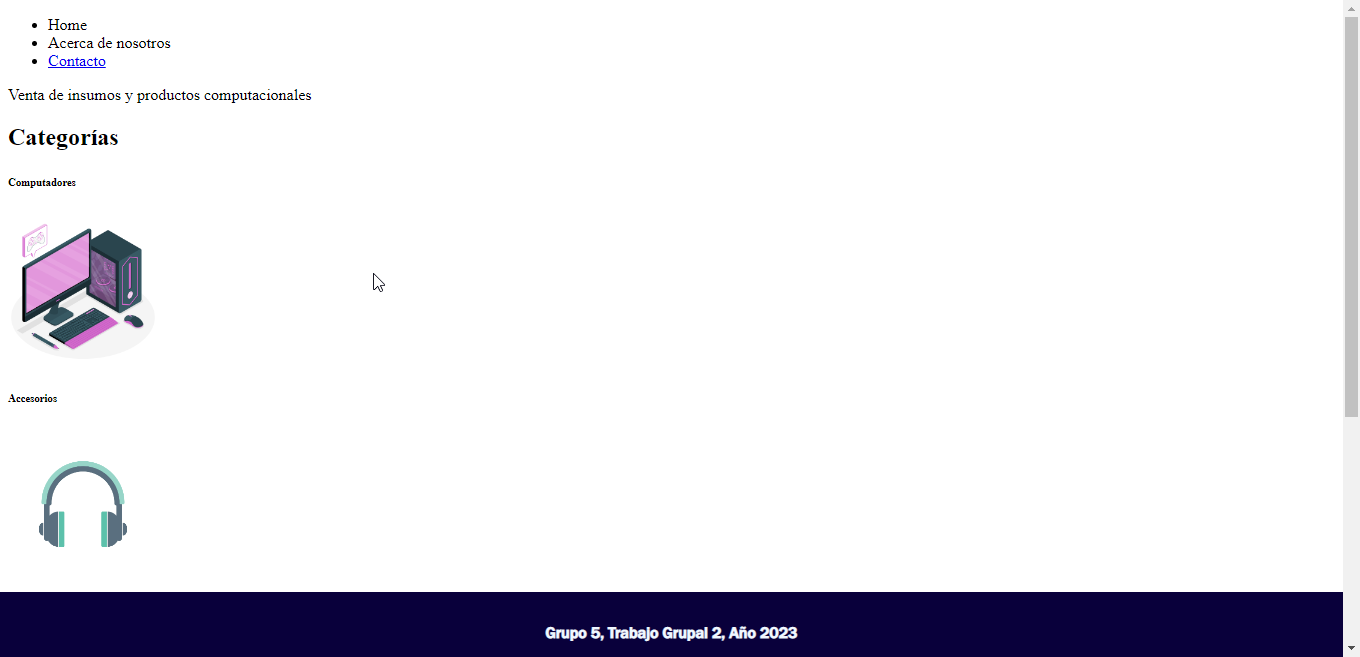 Home
Acerca de nosotros
Contacto
Venta de insumos y productos computacionales
Categorías
Computadores
Accesorios
Grupo 5, Trabajo Grupal 2, Año 2023